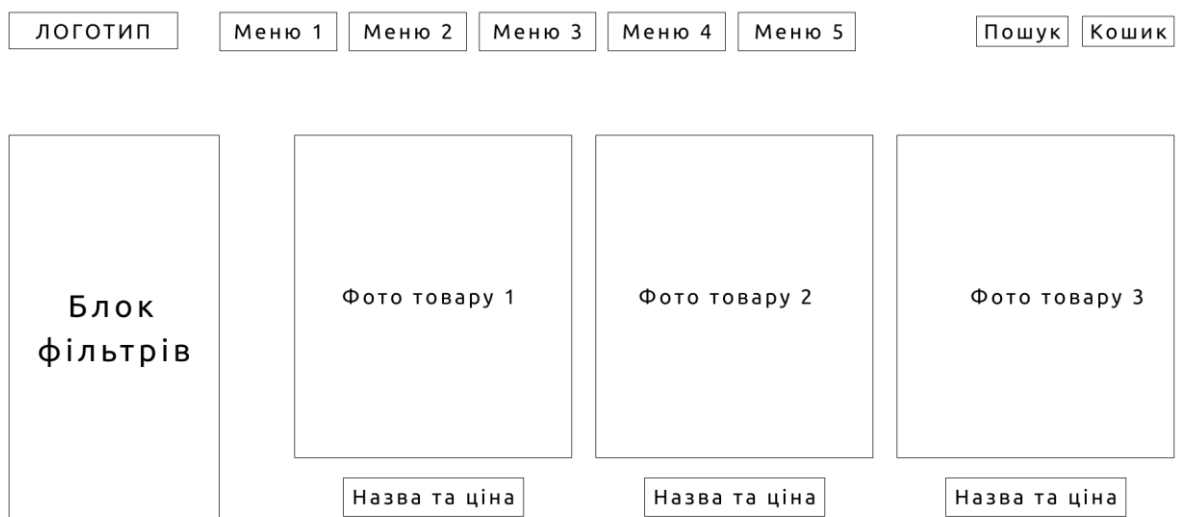 ЛОГОТИП
Меню 1
Меню 2
Меню 3
Меню 4
Меню 5
Пошук
Кошик
Блок
фільтрів
Фото товару 1
Фото товару 2
Фото товару 3
Назва та ціна
Назва та ціна
Назва та ціна